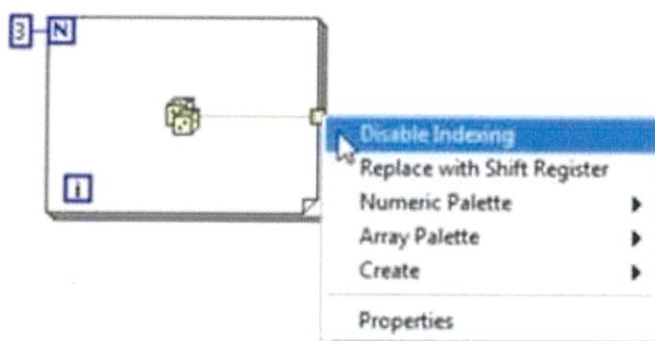 3 N
Disable Indexing
Replace with Shift Register
Numeric Palette
Array Palette
i
Create
Properties